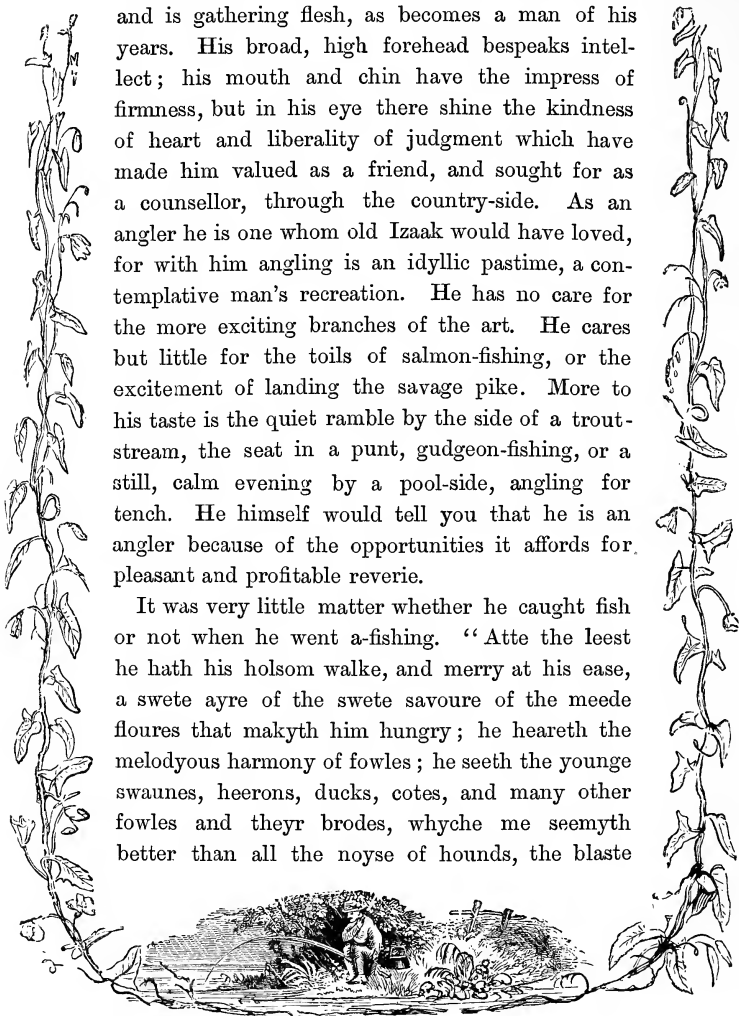 and is gathering flesh, as becomes a man of his
years. His broad, high forehead bespeaks intel-
lect; his mouth and chin have the impress of
firmness, but in his eye there shine the kindness
of heart and liberality of judgment which have
made him valued as a friend, and sought for as
a counsellor, through the country-side. As an
angler he is one whom old Izaak would have loved,
for with him angling is an idyllic pastime, a con-
templative man's recreation. He has no care for
the more exciting branches of the art. He cares
but little for the toils of salmon-fishing, or the
excitement of landing the savage pike. More to
his taste is the quiet ramble by the side of a trout-
stream, the seat in a punt, gudgeon-fishing, or a
still, calm evening by a pool-side, angling for
tench. He himself would tell you that he is an
angler because of the opportunities it affords for
pleasant and profitable reverie.
It was very little matter whether he caught fish
or not when he went a-fishing. "Atte the leest
he hath his holsom walke, and merry at his ease,
a swete ayre of the swete savoure of the meede
floures that makyth him hungry; he heareth the
melodyous harmony of fowles; he seeth the younge
swaunes, heerons, ducks, cotes, and many other
fowles and theyr brodes, whyche me seemyth
better than all the noyse of hounds, the blaste